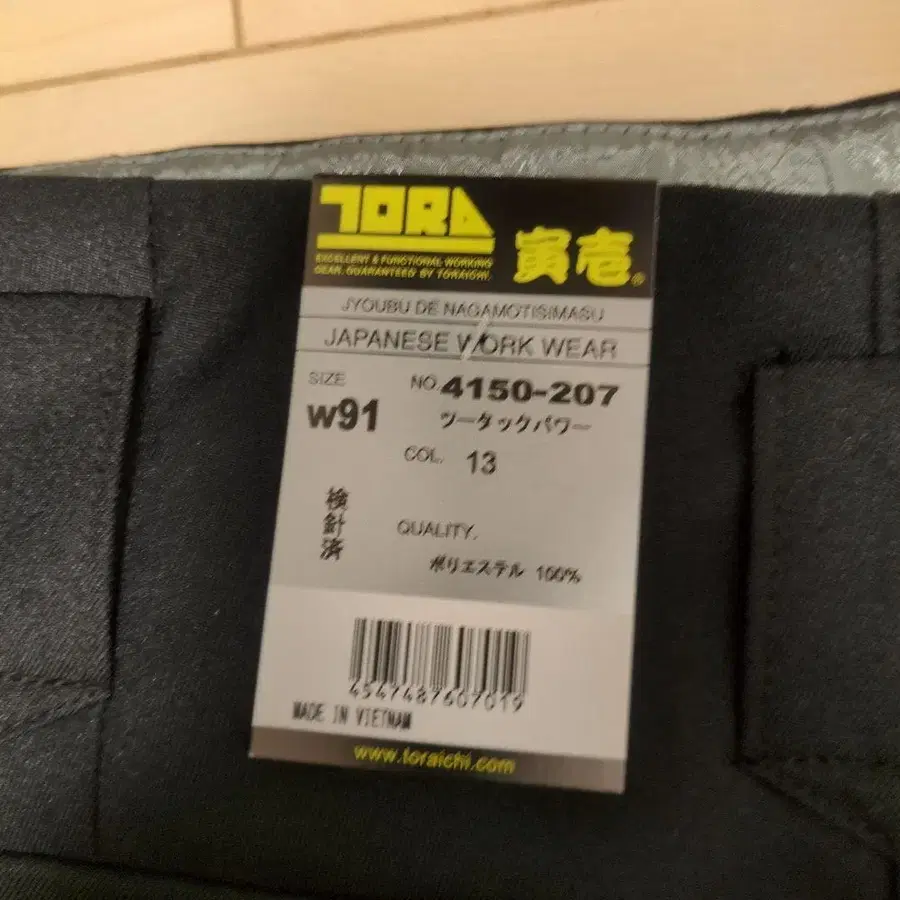 TORA
EXCELLENT & FUNCTIONAL WORKING
GEAR. GUARANTEED BY TORAICHI.
寅壱®
JYOUBU DE NAGAMOTISIMASU
JAPANESE WORK WEAR
SIZE NO. 4150-207
w91 ツータックパワー
COL. 13
検針済
QUALITY.
ポリエステル 100%
4547487607019
MADE IN VIETNAM
www.toraichi.com